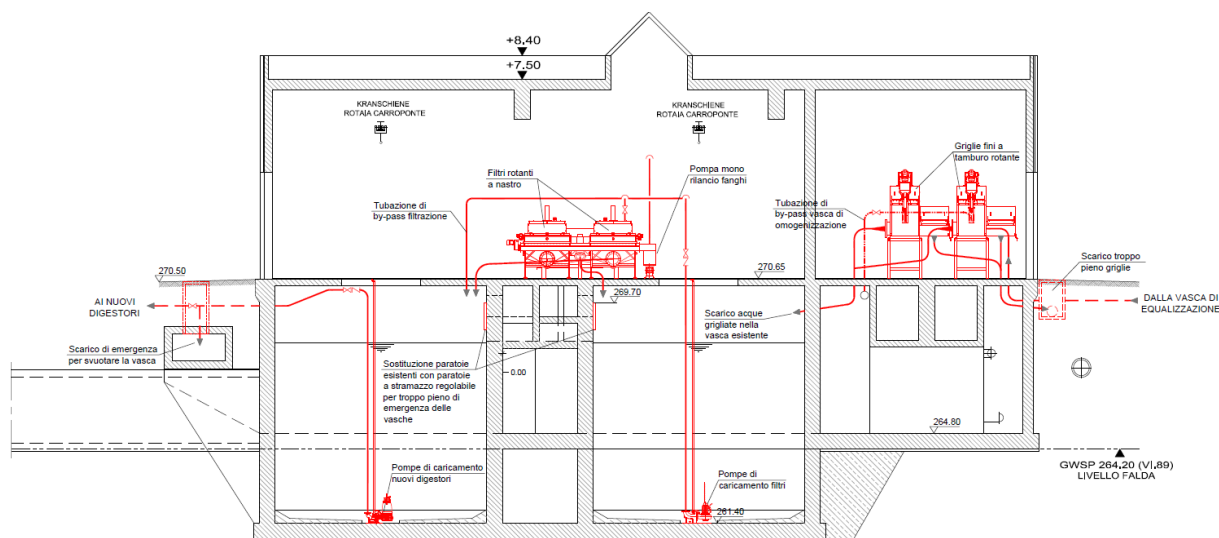 +8,40
+7.50
KRANSCHIENE
ROTAIA CARROPONTE
KRANSCHIENE
ROTAIA CARROPONTE
Filtri rotanti
a nastro
Pompa mono
rilancio fanghi
Griglie fini a
tamburo rotante
Tubazione di
by-pass filtrazione
Tubazione di
by-pass vasca di
omogenizzazione
Scarico troppo
pieno griglie
270.50
270.65
269.70
AI NUOVI
DIGESTORI
DALLA VASCA DI
EQUALIZZAZIONE
Scarico acque
grigliate nella
vasca esistente
Scarico di emergenza
per svuotare la vasca
Sostituzione paratoie
esistenti con paratoie
a stramazzo regolabile
per troppo pieno di
emergenza delle
vasche
0.00
264.80
GWSP 264,20 (VI,89)
LIVELLO FALDA
Pompe di caricamento
nuovi digestori
Pompe di
caricamento filtri
261.40